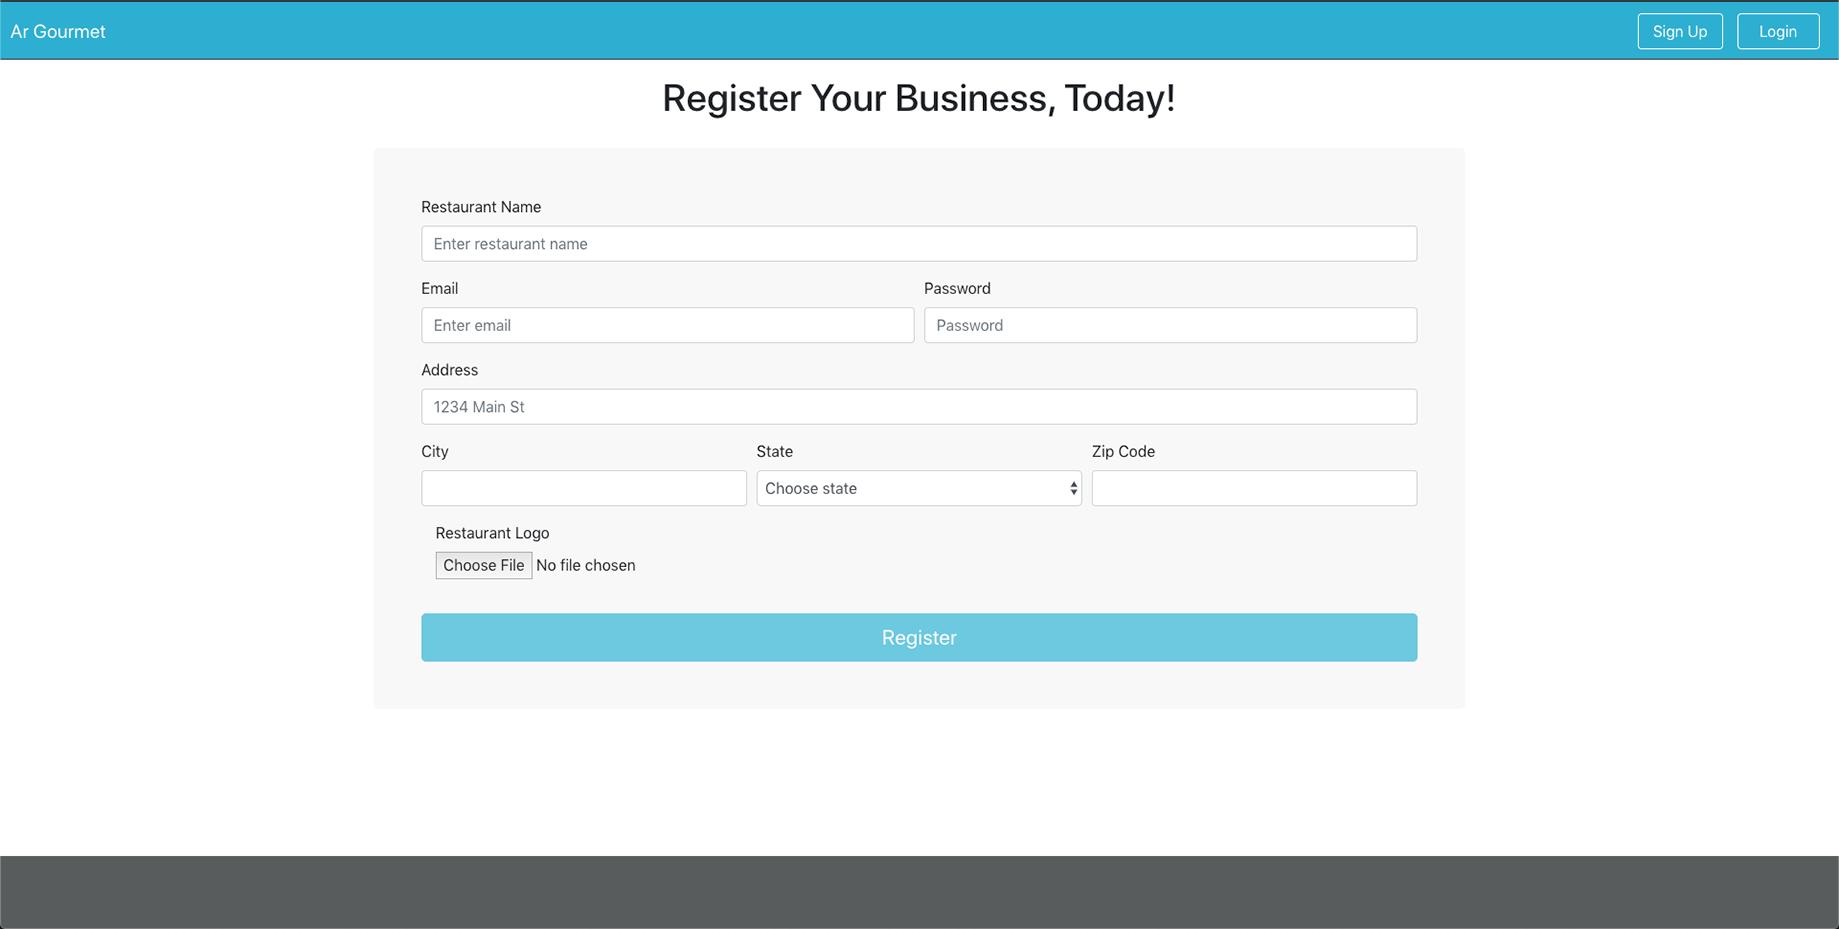 Ar Gourmet
Sign Up
Login
Register Your Business, Today!
Restaurant Name
Enter restaurant name
Email
Password
Enter email
Password
Address
1234 Main St
City
State
Zip Code
Choose state
Restaurant Logo
Choose File No file chosen
Register